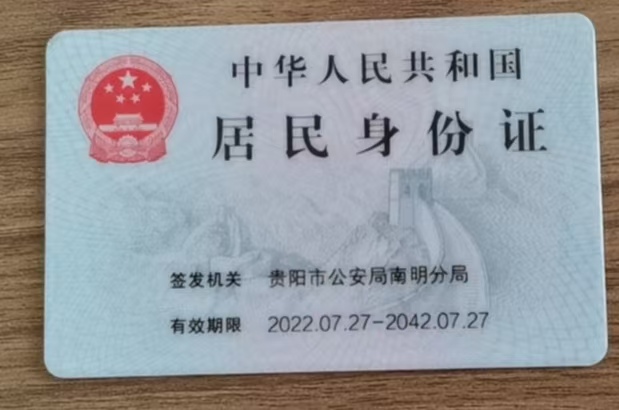 中华人民共和国
居民身份证
签发机关 贵阳市公安局南明分局
有效期限 2022.07.27-2042.07.27